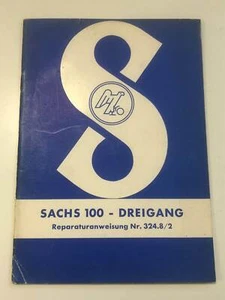 S
SACHS 100 - DREIGANG
Reparaturanweisung Nr. 324.8/2